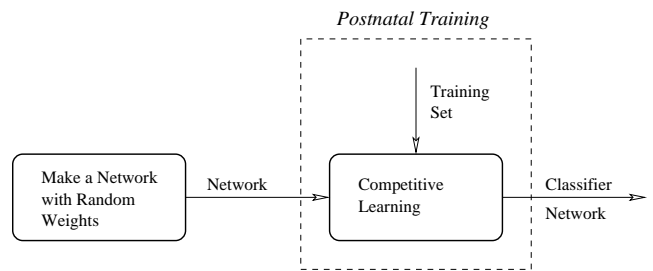 Postnatal Training
Training
Set
Make a Network
with Random
Weights
Network
Competitive
Learning
Classifier
Network